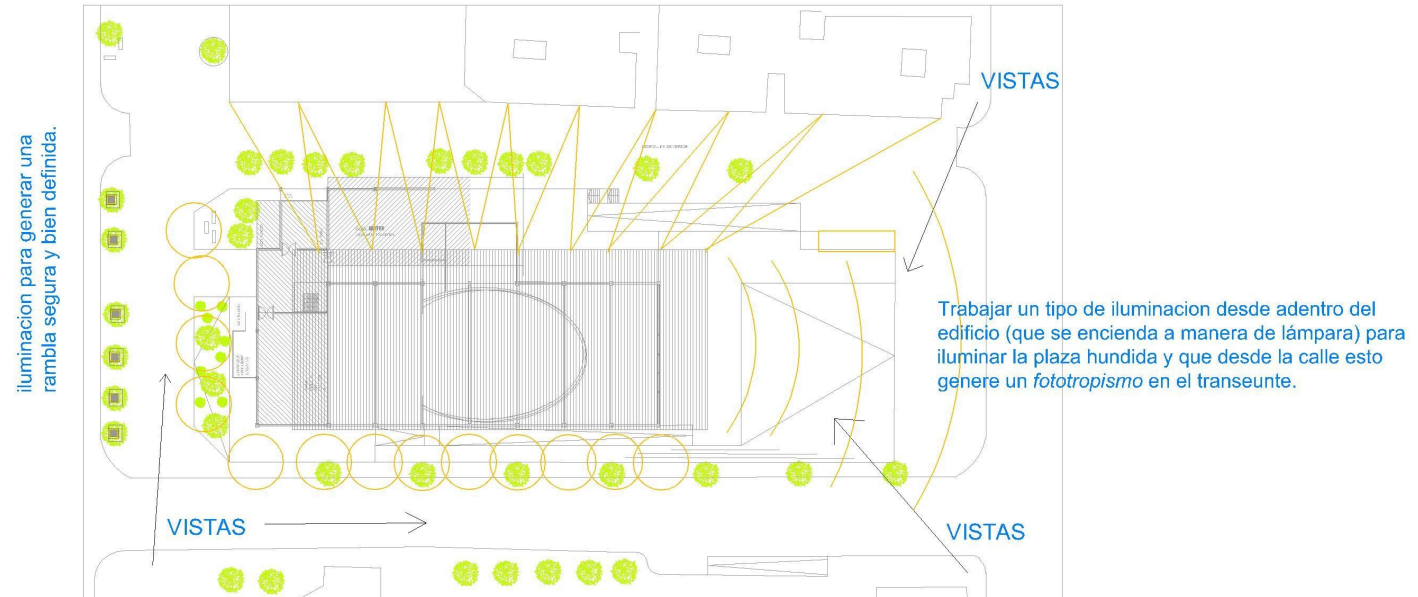 iluminacion para generar una
rambla segura y bien definida.
VISTAS
Trabajar un tipo de iluminacion desde adentro del
edificio (que se encienda a manera de lámpara) para
iluminar la plaza hundida y que desde la calle esto
genere un fototropismo en el transeunte.
VISTAS
VISTAS